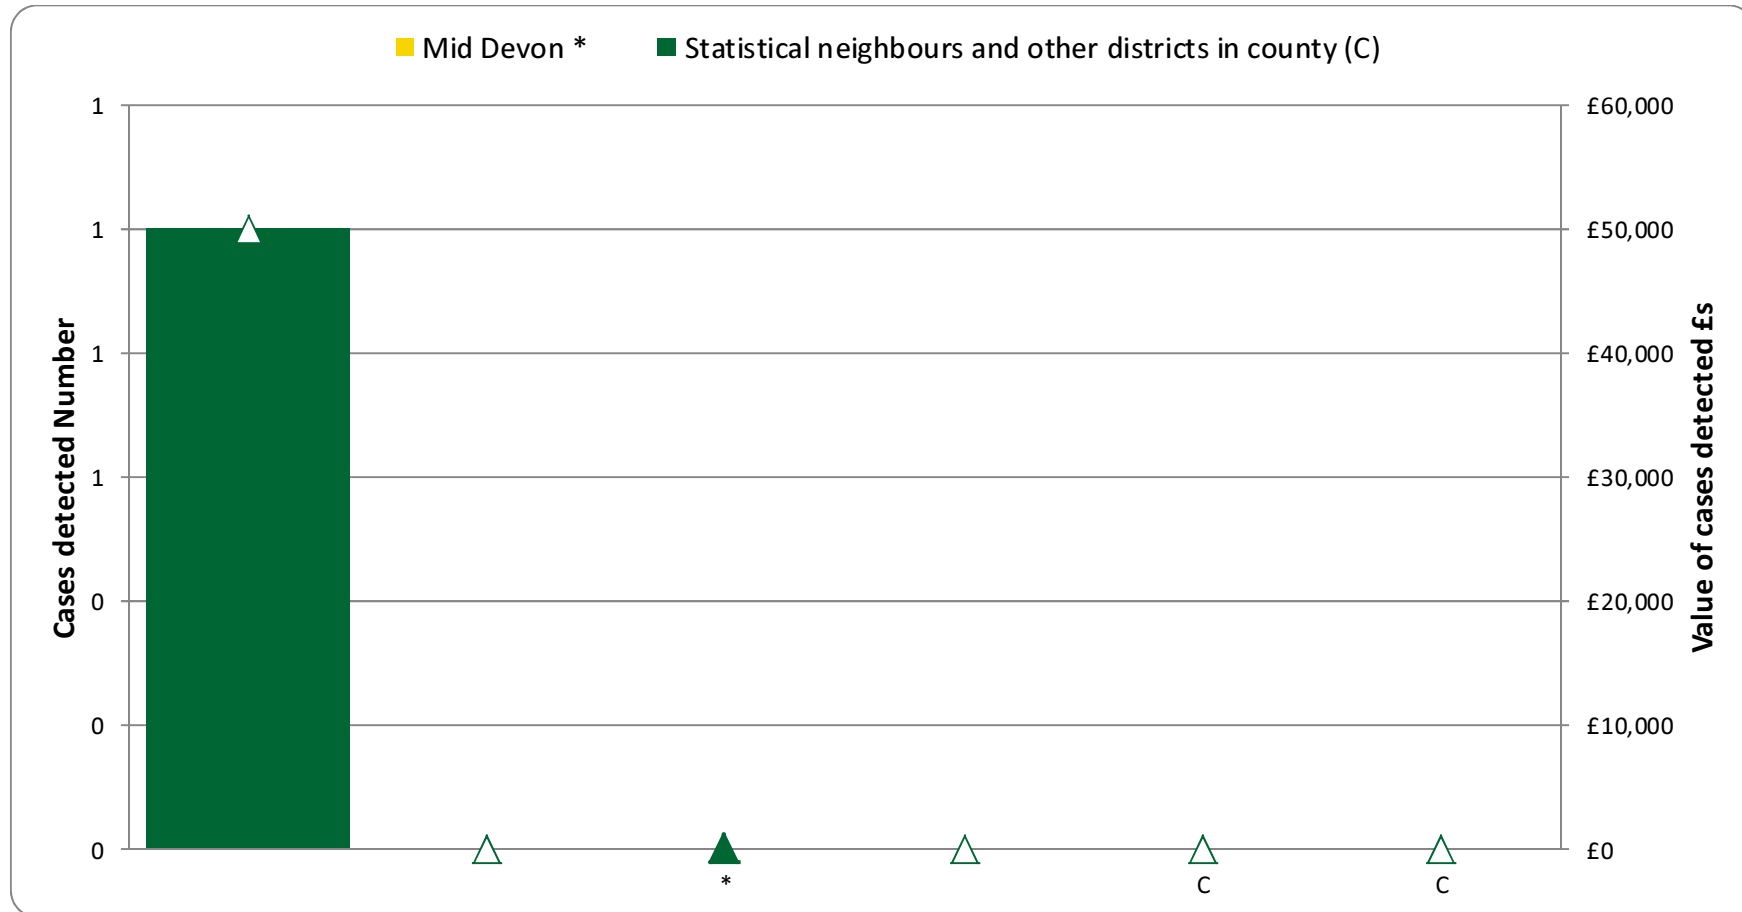 Mid Devon *
Statistical neighbours and other districts in county (C)
Cases detected Number
1
1
1
1
0
0
0
£60,000
£50,000
£40,000
£30,000
£20,000
£10,000
£0
Value of cases detected £s
*
C
C